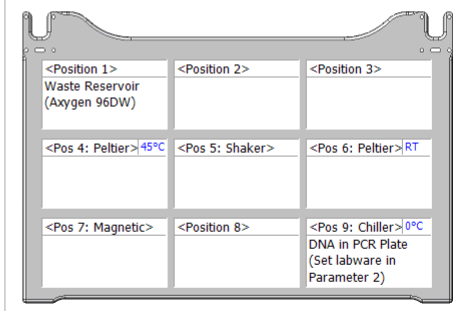 <Position 1>
Waste Reservoir
(Axygen 96DW)
<Position 2>
<Position 3>
<Pos 4: Peltier> 45°C
<Pos 5: Shaker>
<Pos 6: Peltier> RT
<Pos 7: Magnetic>
<Position 8>
<Pos 9: Chiller> 0°C
DNA in PCR Plate
(Set labware in
Parameter 2)